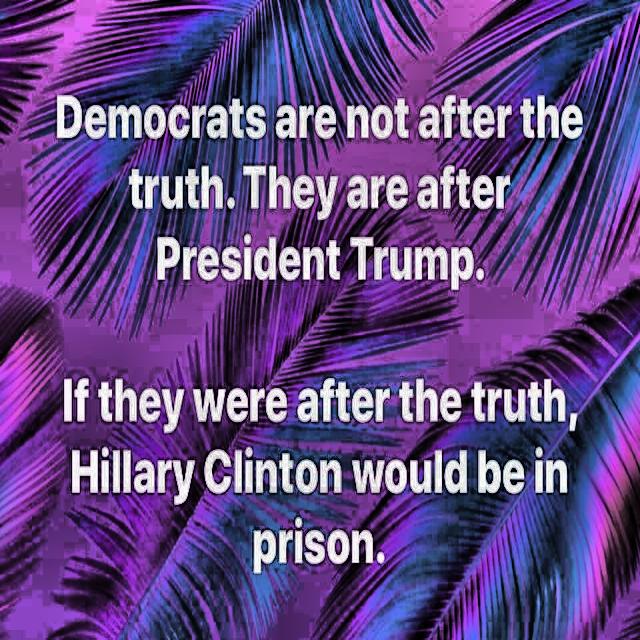 Democrats are not after the
truth. They are after
President Trump.
If they were after the truth,
Hillary Clinton would be in
prison.